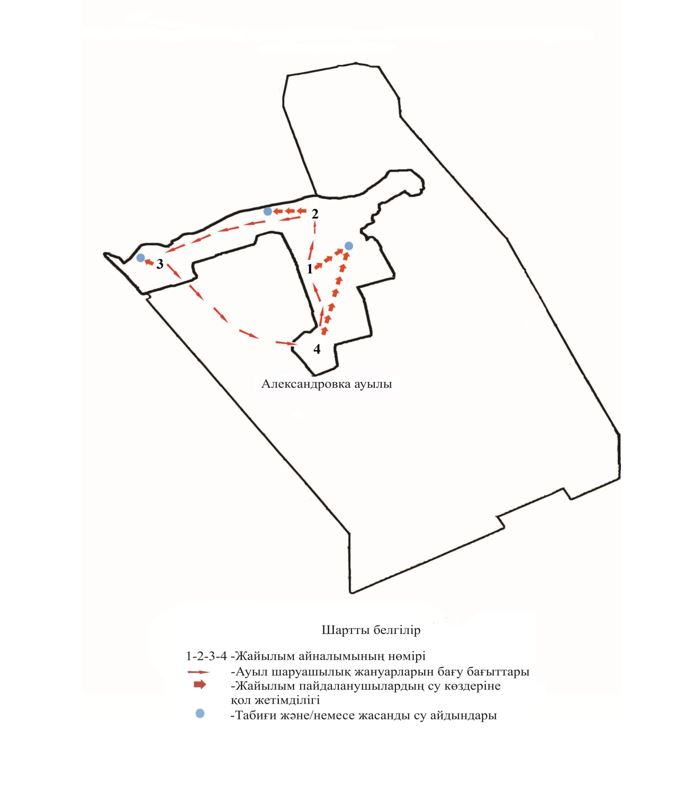 2
3
1
4
Александровка ауылы
Шартты белгілір
1-2-3-4 -Жайылым айналымының нөмірі
-Ауыл шаруашылық жануарларын бағу бағыттары
-Жайылым пайдаланушылардың су көздеріне
қол жетімділігі
-Табиғи және/немесе жасанды су айдындары